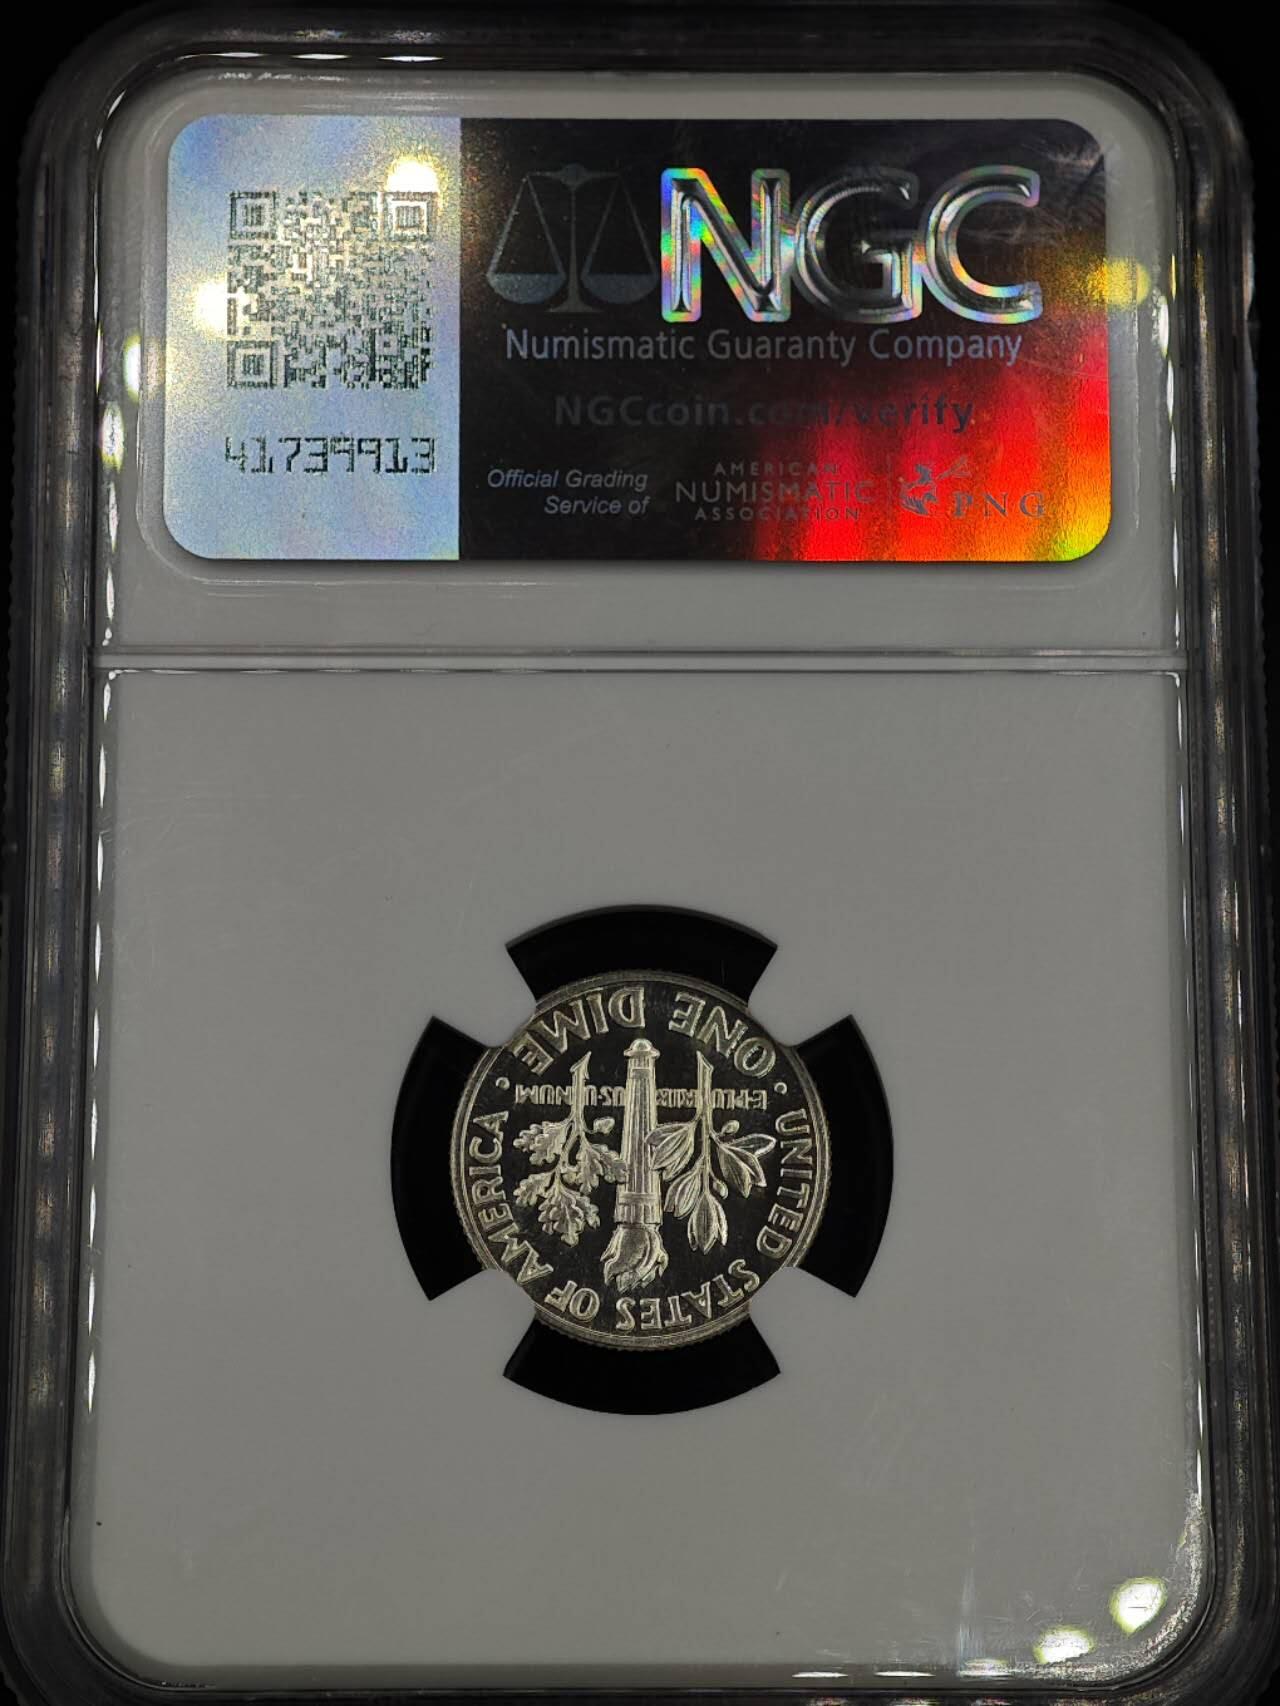 NGC
Numismatic Guaranty Company
NGCcoin.com/verify
41739913
Official Grading
Service of
AMERICAN
NUMISMATIC
ASSOCIATION
PNG
UNITED STATES OF AMERICA
E·PLURIBUS·UNUM
· ONE DIME ·